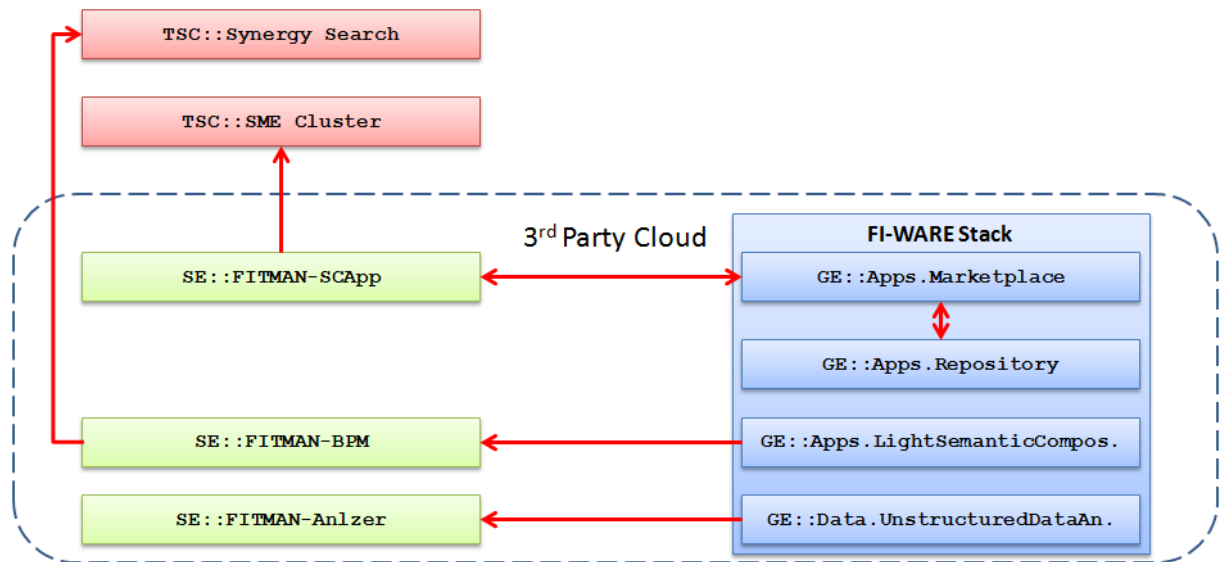 TSC::Synergy Search
TSC::SME Cluster
3rd Party Cloud
FI-WARE Stack
SE::FITMAN-SCApp
GE::Apps.Marketplace
GE::Apps.Repository
SE::FITMAN-BPM
GE::Apps.LightSemanticCompos.
SE::FITMAN-Anlzer
GE::Data.UnstructuredDataAn.